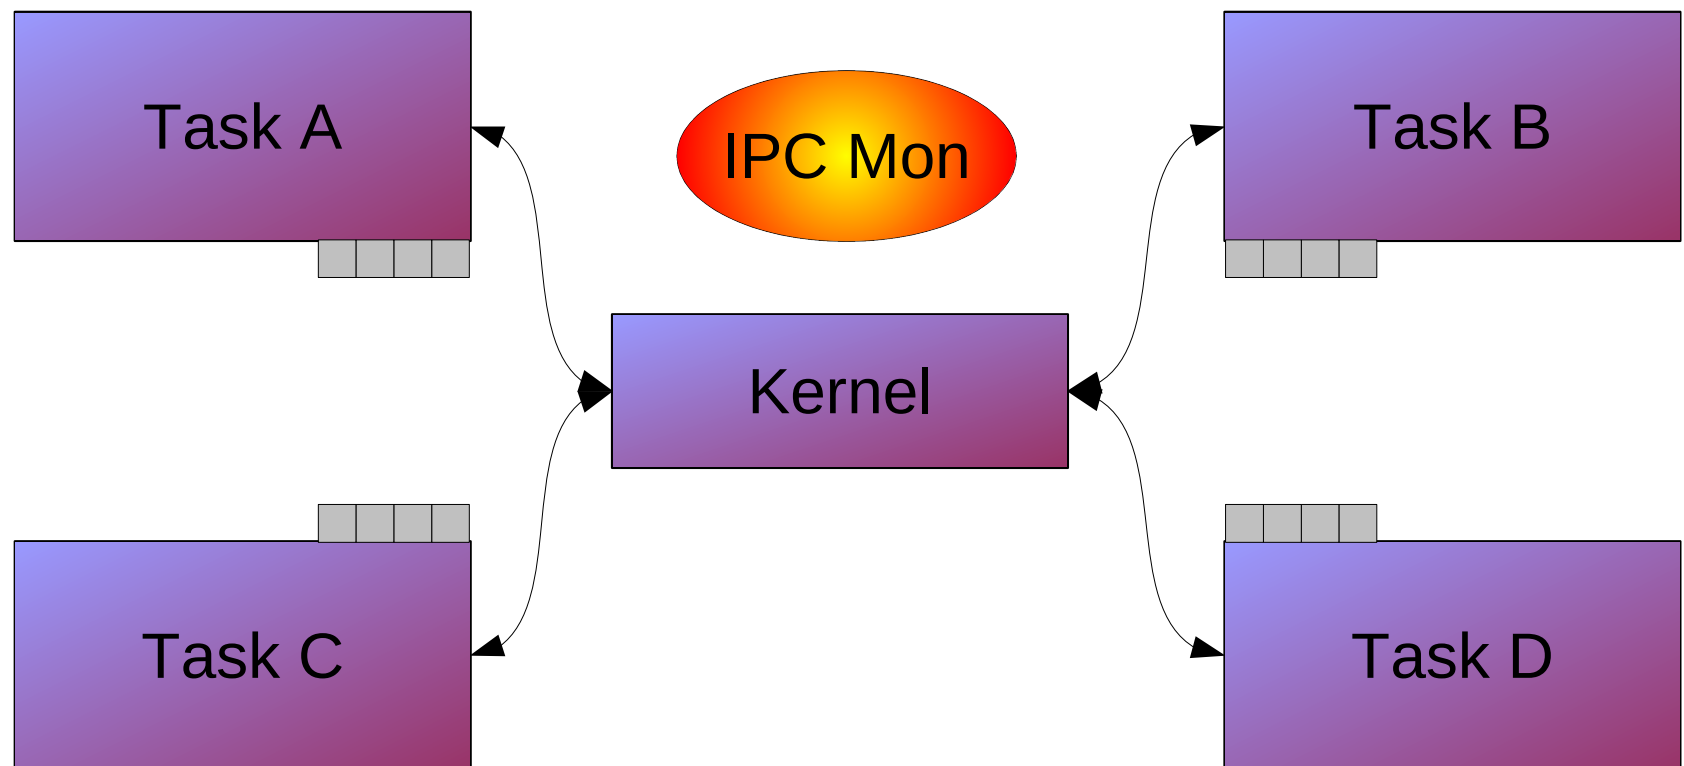 Task A
IPC Mon
Task B
Kernel
Task C
Task D